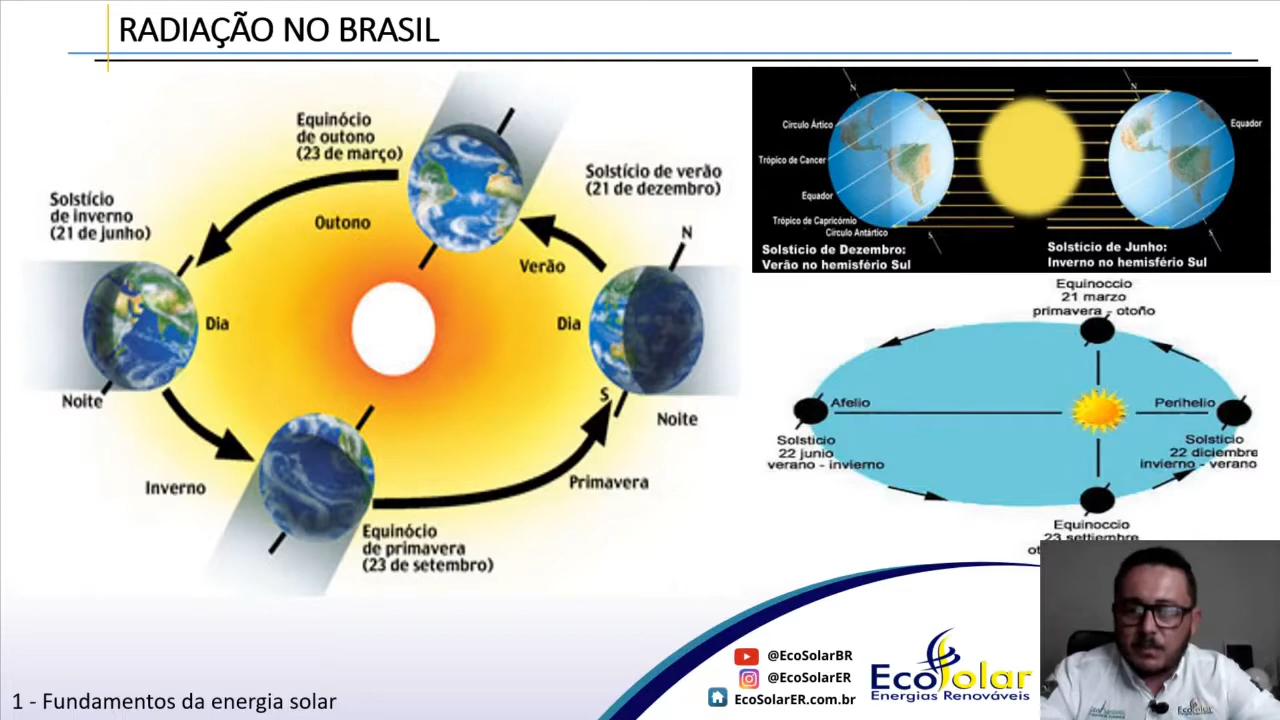 RADIAÇÃO NO BRASIL
Equinócio
de outono
(23 de março)
Solstício de verão
(21 de dezembro)
Solstício
de inverno
(21 de junho)
Outono
Verão
N
Dia
Dia
S
Noite
Noite
Inverno
Primavera
Equinócio
de primavera
(23 de setembro)
N
N
Círculo Ártico
Equador
Trópico de Cancer
Equador
Trópico de Capricórnio
Círculo Antártico
S
S
Solstício de Dezembro:
Verão no hemisfério Sul
Solstício de Junho:
Inverno no hemisfério Sul
Equinoccio
21 marzo
primavera - otoño
Afelio
Perihelio
Solsticio
22 junio
verano - invierno
Solsticio
22 diciembre
invierno - verano
Equinoccio
23 settiembre
@EcoSolarBR
@EcoSolarER
EcoSolarER.com.br
EcoSolar
Energias Renováveis
1 - Fundamentos da energia solar